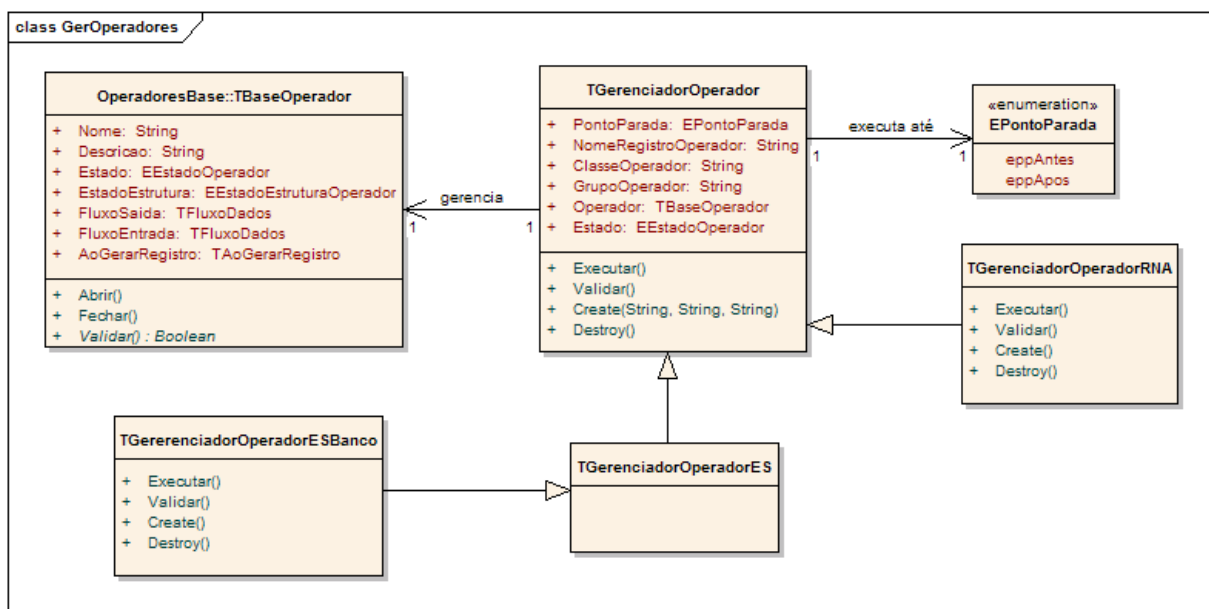 class GerOperadores
OperadoresBase::TBaseOperador
+ Nome: String
+ Descricao: String
+ Estado: EEstadoOperador
+ EstadoEstrutura: EEstadoEstruturaOperador
+ FluxoSaida: TFluxoDados
+ FluxoEntrada: TFluxoDados
+ AoGerarRegistro: TAoGerarRegistro
+ Abrir()
+ Fechar()
+ Validar() : Boolean
gerencia
1
1
TGerenciadorOperador
+ PontoParada: EPontoParada
+ NomeRegistroOperador: String
+ ClasseOperador: String
+ GrupoOperador: String
+ Operador: TBaseOperador
+ Estado: EEstadoOperador
+ Executar()
+ Validar()
+ Create(String, String, String)
+ Destroy()
executa até
1
1
«enumeration»
EPontoParada
eppAntes
eppApos
TGerenciadorOperadorRNA
+ Executar()
+ Validar()
+ Create()
+ Destroy()
TGererenciadorOperadorESBanco
+ Executar()
+ Validar()
+ Create()
+ Destroy()
TGerenciadorOperadorES